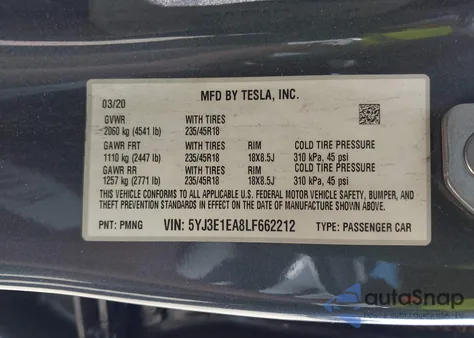 MFD BY TESLA, INC.
03/20
GVWR WITH TIRES
2060 kg (4541 lb) 235/45R18
GAWR FRT WITH TIRES RIM COLD TIRE PRESSURE
1110 kg (2447 lb) 235/45R18 18X8.5J 310 kPa, 45 psi
GAWR RR WITH TIRES RIM COLD TIRE PRESSURE
1257 kg (2771 lb) 235/45R18 18X8.5J 310 kPa, 45 psi
THIS VEHICLE CONFORMS TO ALL APPLICABLE U.S. FEDERAL MOTOR VEHICLE SAFETY, BUMPER, AND
THEFT PREVENTION STANDARDS IN EFFECT ON THE DATE OF MANUFACTURE SHOWN ABOVE.
PNT: PMNG VIN: 5YJ3E1EA8LF662212 TYPE: PASSENGER CAR
autoSnap